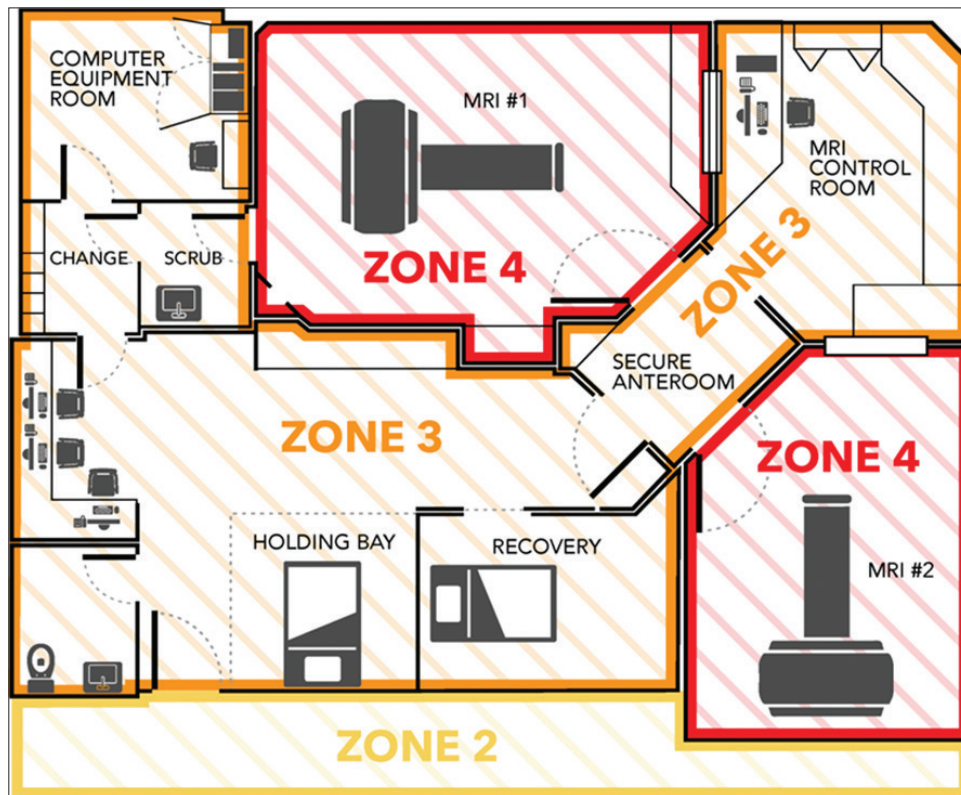 COMPUTER
EQUIPMENT
ROOM
MRI #1
MRI
CONTROL
ROOM
CHANGE
SCRUB
ZONE 4
ZONE 3
SECURE
ANTEROOM
ZONE 3
ZONE 4
HOLDING BAY
RECOVERY
MRI #2
ZONE 2